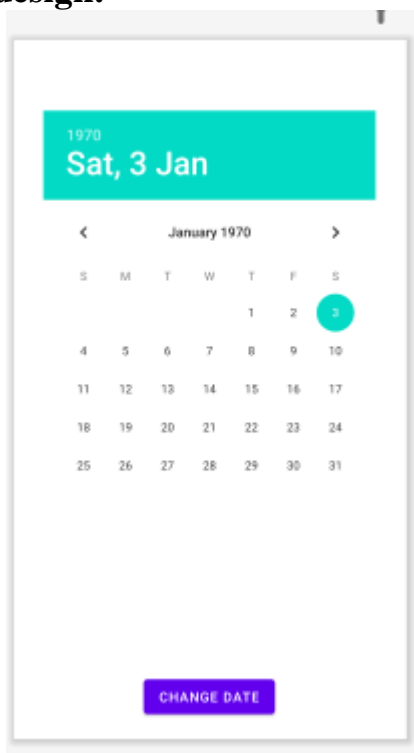 design:
1970
Sat, 3 Jan
January 1970
S M T W T F S
1 2 3
4 5 6 7 8 9 10
11 12 13 14 15 16 17
18 19 20 21 22 23 24
25 26 27 28 29 30 31
CHANGE DATE